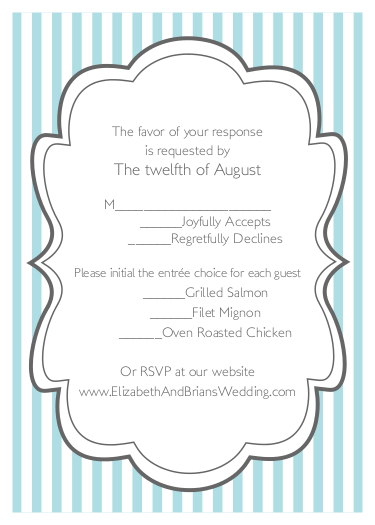 The favor of your response
is requested by
The twelfth of August
M______________________
______Joyfully Accepts
______Regretfully Declines
Please initial the entrée choice for each guest
______Grilled Salmon
______Filet Mignon
______Oven Roasted Chicken
Or RSVP at our website
www.ElizabethAndBriansWedding.com